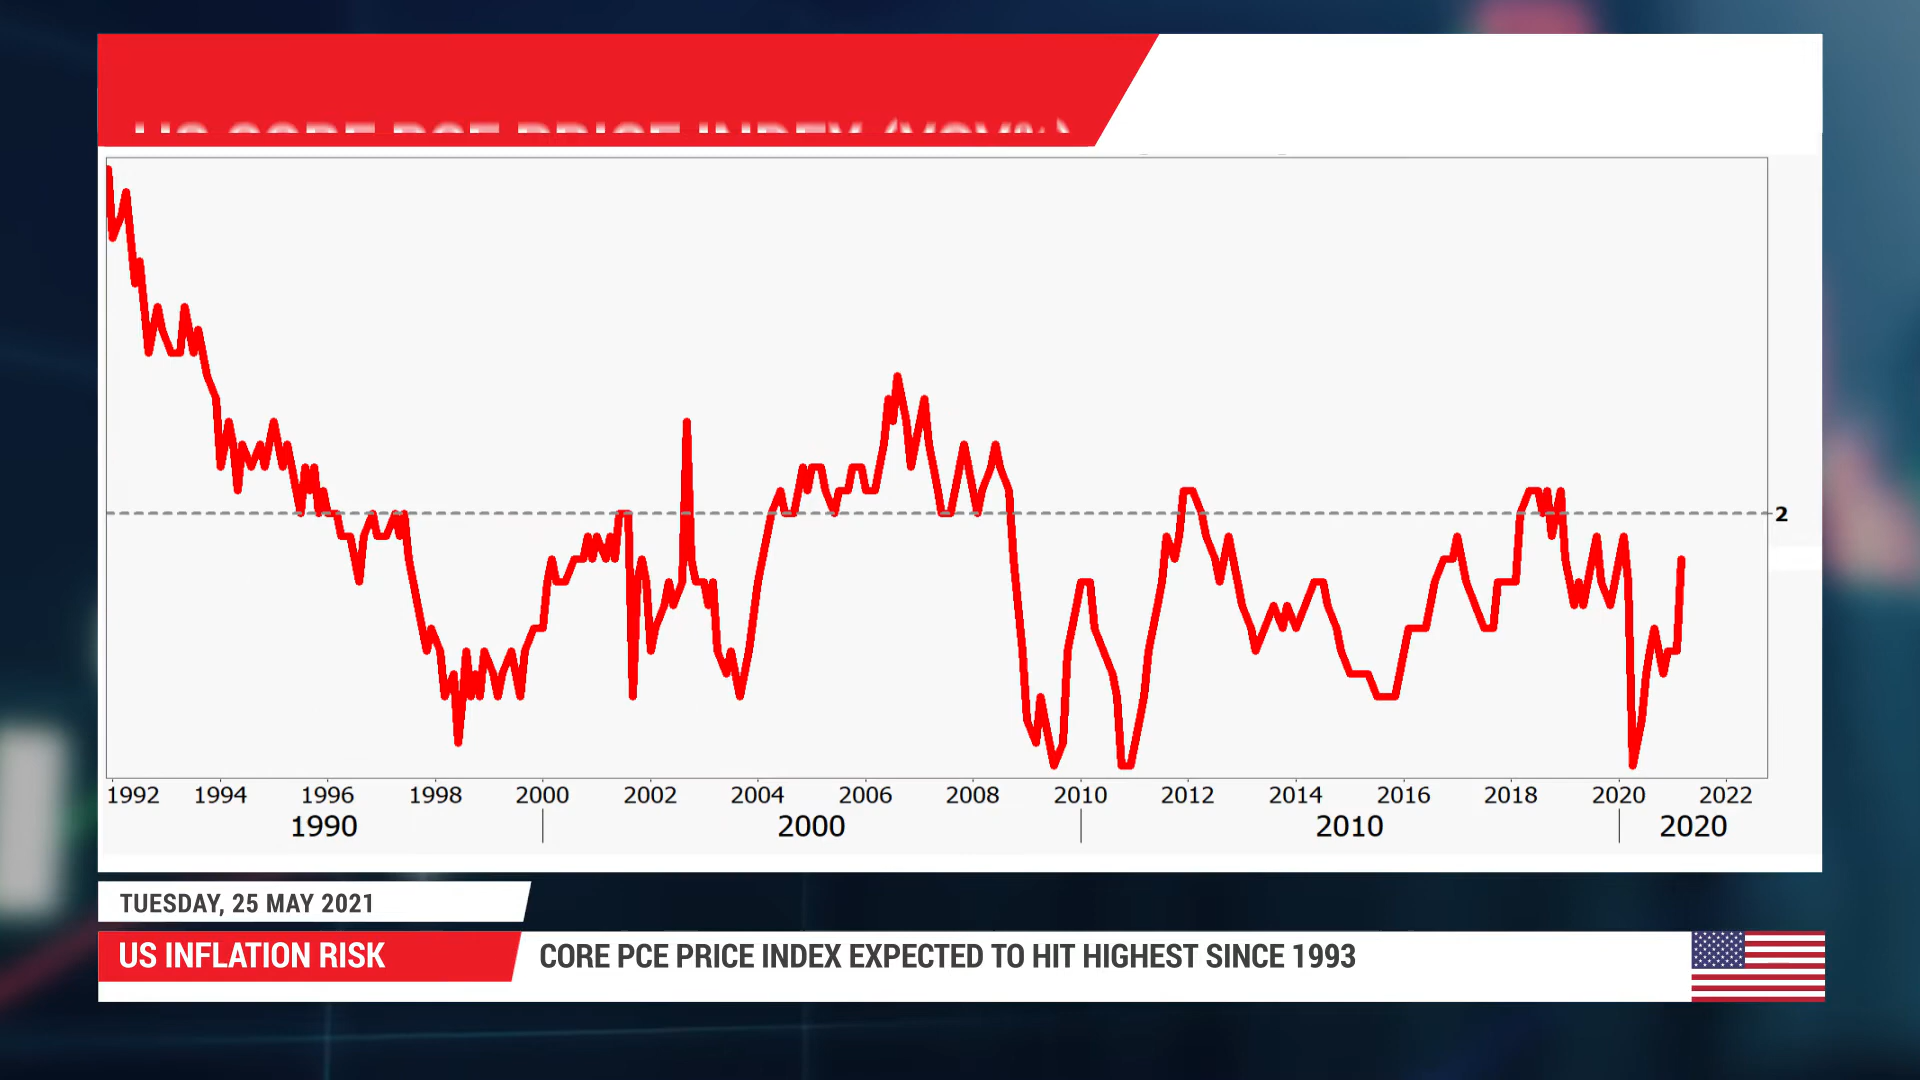 2
1992 1994 1996 1998 2000 2002 2004 2006 2008 2010 2012 2014 2016 2018 2020 2022
1990 2000 2010 2020
TUESDAY, 25 MAY 2021
US INFLATION RISK
CORE PCE PRICE INDEX EXPECTED TO HIT HIGHEST SINCE 1993